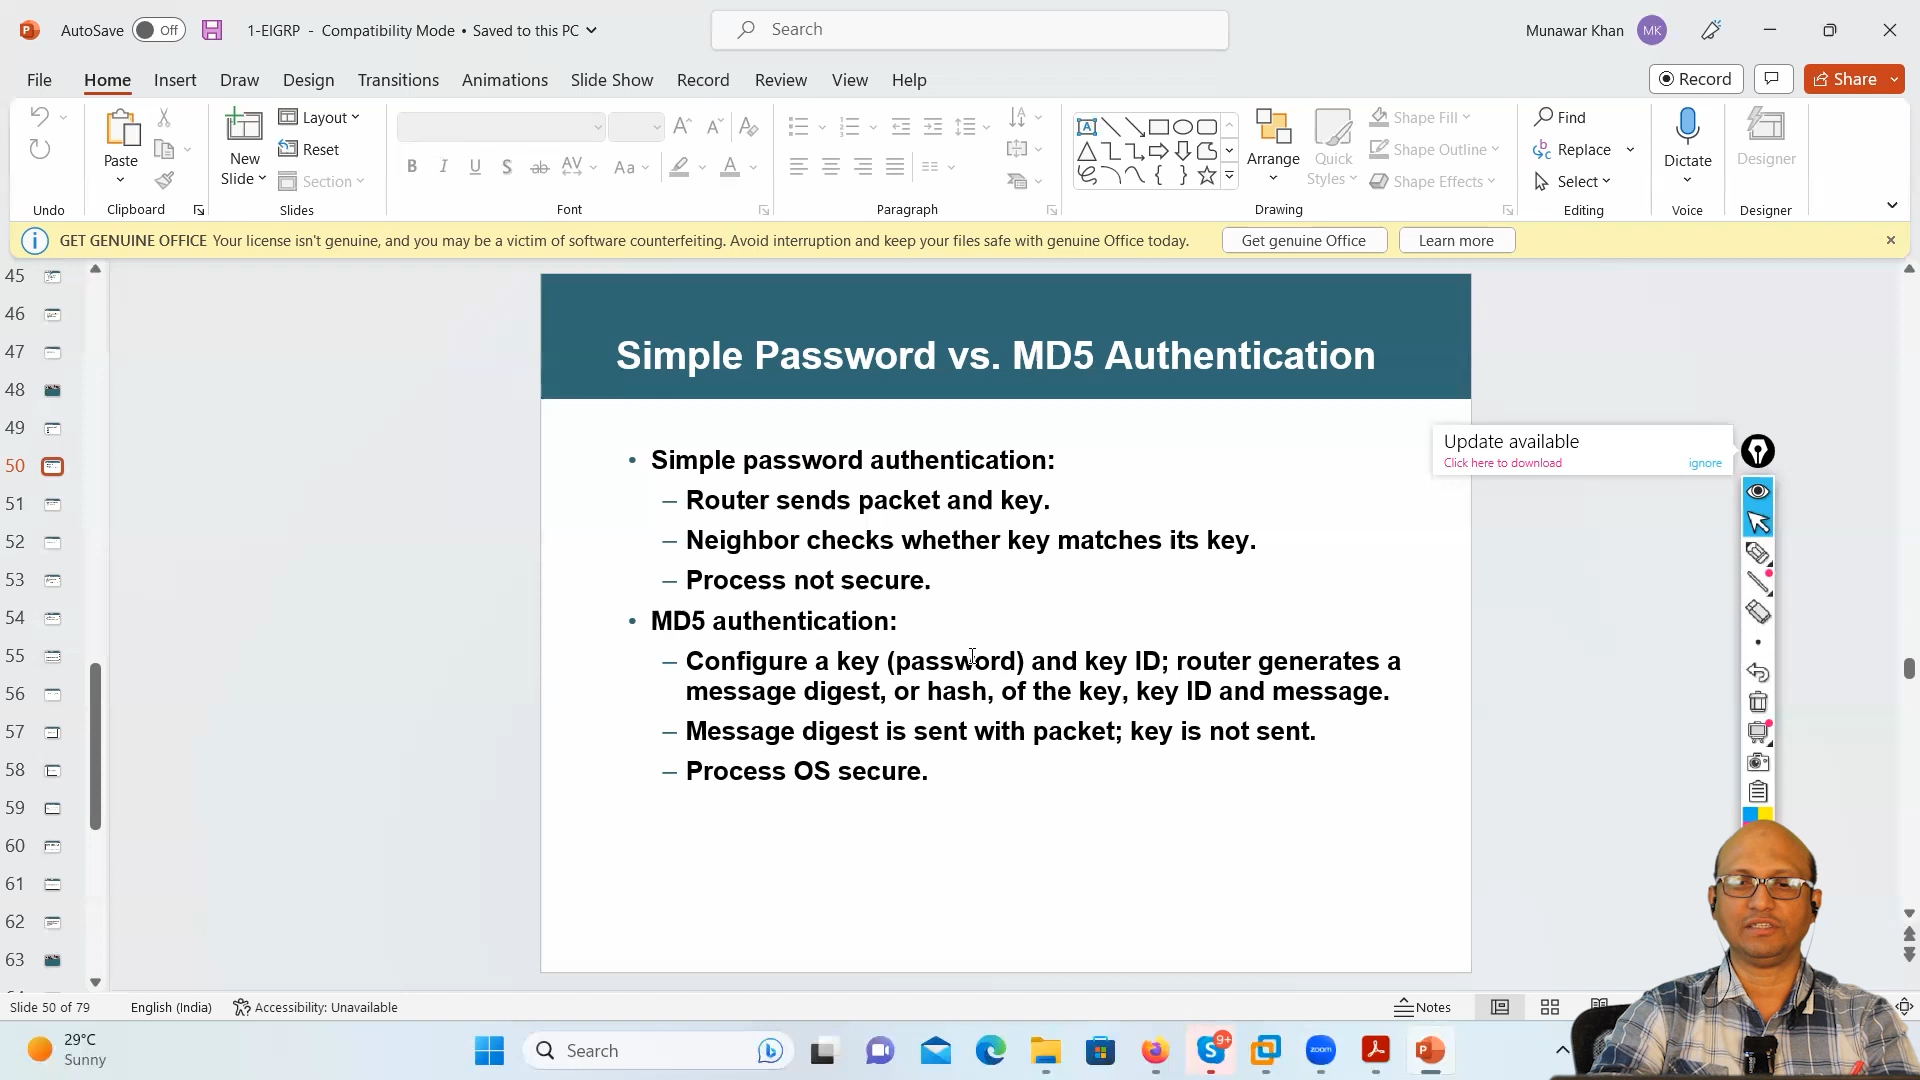 AutoSave Off 1-EIGRP - Compatibility Mode • Saved to this PC Search Munawar Khan MK
File Home Insert Draw Design Transitions Animations Slide Show Record Review View Help Record Share
Paste New Slide Layout Reset Section B I U S ab AV Aa A Arrange Quick Styles Shape Fill Shape Outline Shape Effects Find Replace Select Dictate Designer
Undo Clipboard Slides Font Paragraph Drawing Editing Voice Designer
GET GENUINE OFFICE Your license isn't genuine, and you may be a victim of software counterfeiting. Avoid interruption and keep your files safe with genuine Office today. Get genuine Office Learn more
45
46
47
48
49
50
51
52
53
54
55
56
57
58
59
60
61
62
63
Simple Password vs. MD5 Authentication
• Simple password authentication:
– Router sends packet and key.
– Neighbor checks whether key matches its key.
– Process not secure.
• MD5 authentication:
– Configure a key (password) and key ID; router generates a
message digest, or hash, of the key, key ID and message.
– Message digest is sent with packet; key is not sent.
– Process OS secure.
Update available
Click here to download ignore
Slide 50 of 79 English (India) Accessibility: Unavailable Notes
29°C
Sunny
Search
9+
zoom